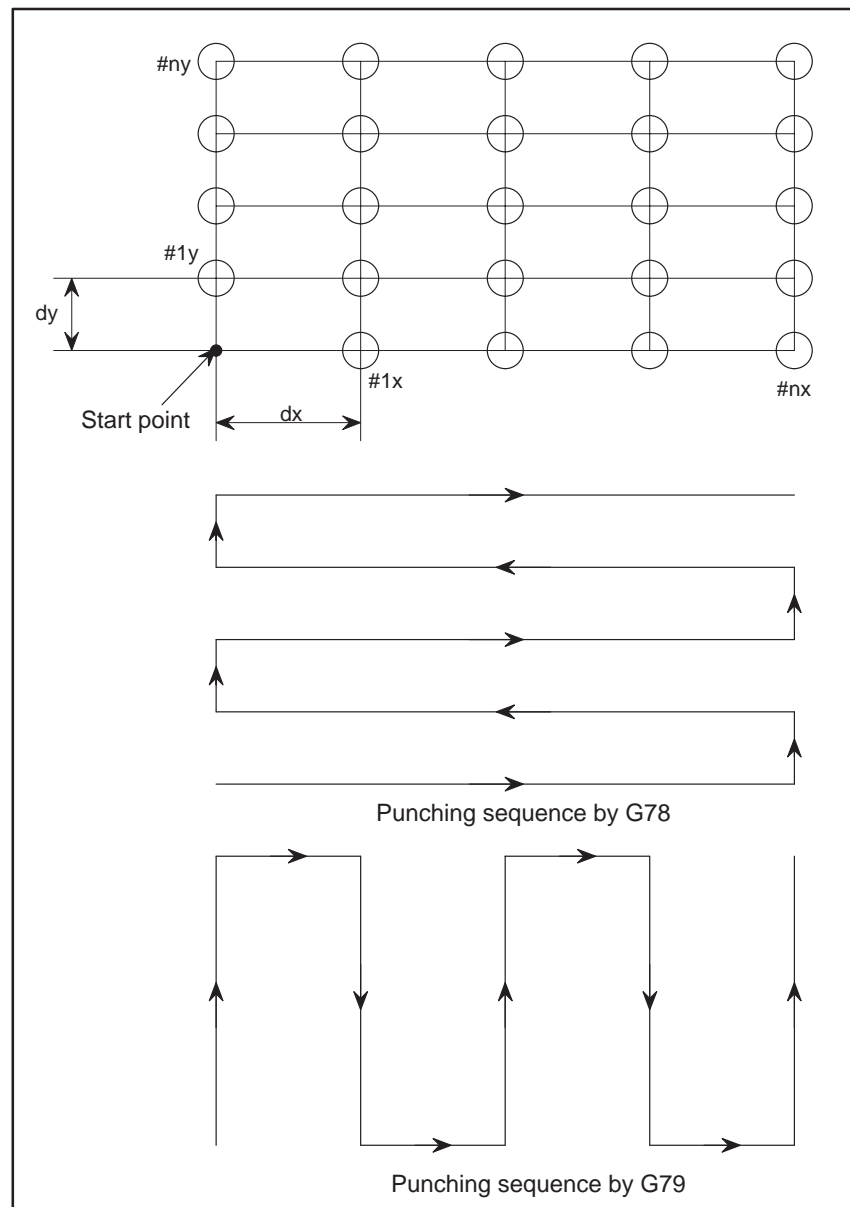 #ny
#1y
dy
#1x
#nx
Start point
dx
Punching sequence by G78
Punching sequence by G79